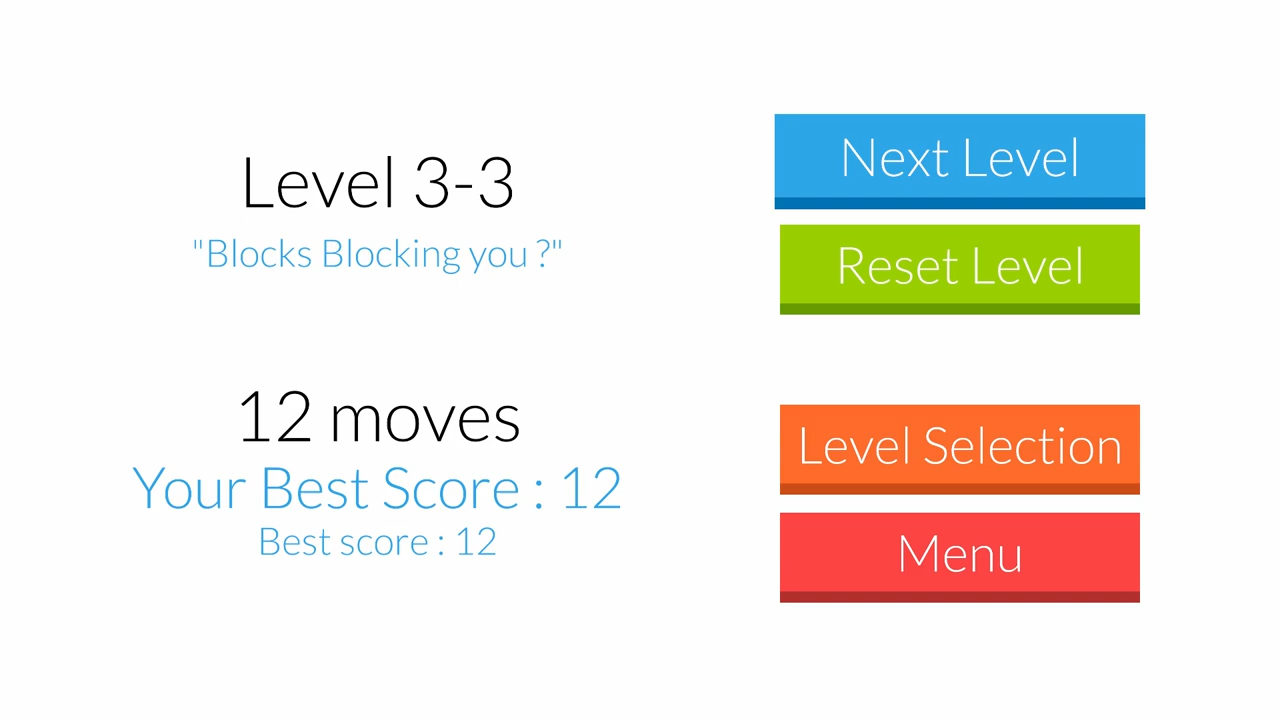 Level 3-3
"Blocks Blocking you ?"
12 moves
Your Best Score : 12
Best score : 12
Next Level
Reset Level
Level Selection
Menu